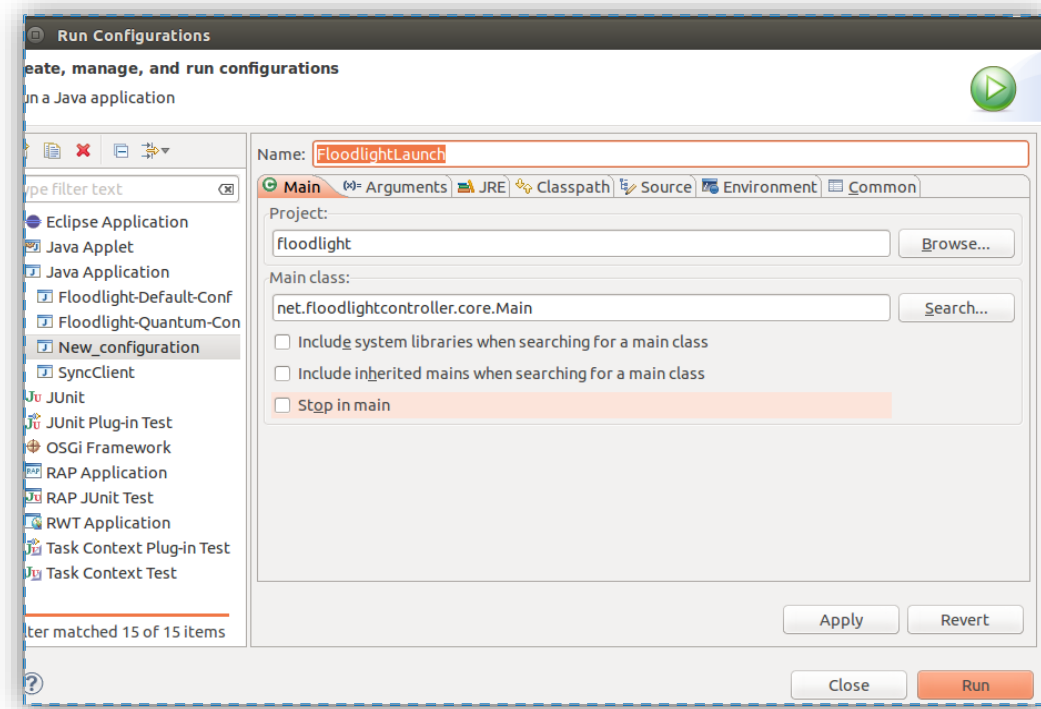 Run Configurations
eate, manage, and run configurations
un a Java application
Name: FloodlightLaunch
Main (x)= Arguments JRE Classpath Source Environment Common
ype filter text
Eclipse Application
Java Applet
Java Application
Floodlight-Default-Conf
Floodlight-Quantum-Con
New_configuration
SyncClient
JUnit
JUnit Plug-in Test
OSGi Framework
RAP Application
RAP JUnit Test
RWT Application
Task Context Plug-in Test
Task Context Test
lter matched 15 of 15 items
Project:
floodlight
Browse...
Main class:
net.floodlightcontroller.core.Main
Search...
Include system libraries when searching for a main class
Include inherited mains when searching for a main class
Stop in main
Apply Revert
Close Run